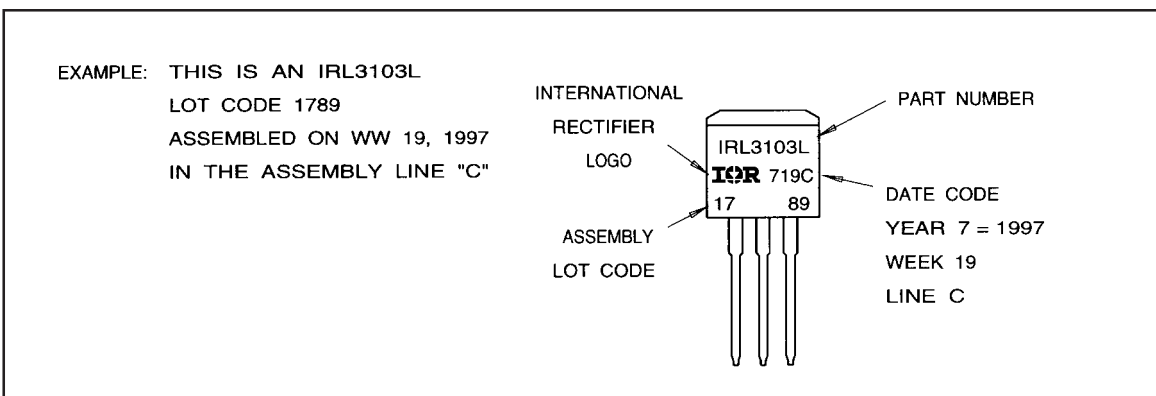 EXAMPLE: THIS IS AN IRL3103L
LOT CODE 1789
ASSEMBLED ON WW 19, 1997
IN THE ASSEMBLY LINE "C"
INTERNATIONAL
RECTIFIER
LOGO
ASSEMBLY
LOT CODE
IRL3103L
IOR 719C
17 89
PART NUMBER
DATE CODE
YEAR 7 = 1997
WEEK 19
LINE C